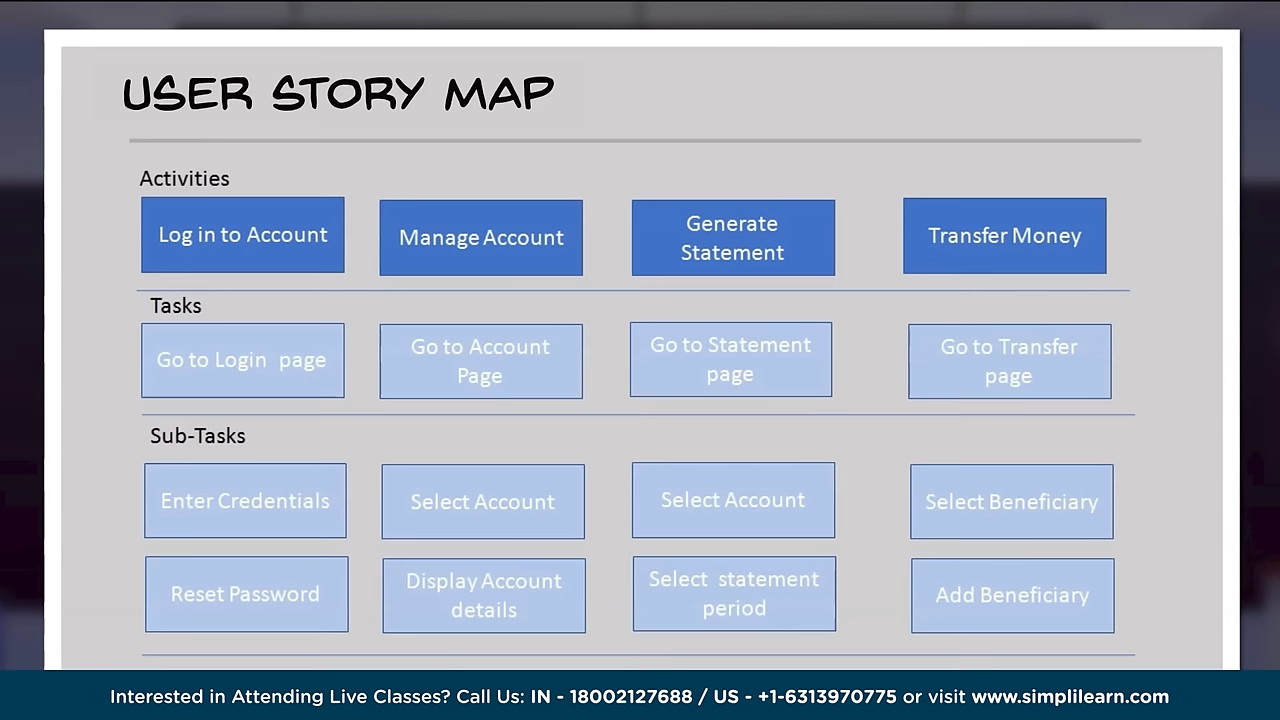 USER STORY MAP
Activities
Log in to Account
Manage Account
Generate
Statement
Transfer Money
Tasks
Go to Login page
Go to Account
Page
Go to Statement
page
Go to Transfer
page
Sub-Tasks
Enter Credentials
Select Account
Select Account
Select Beneficiary
Reset Password
Display Account
details
Select statement
period
Add Beneficiary
Interested in Attending Live Classes? Call Us: IN - 18002127688 / US - +1-6313970775 or visit www.simplilearn.com